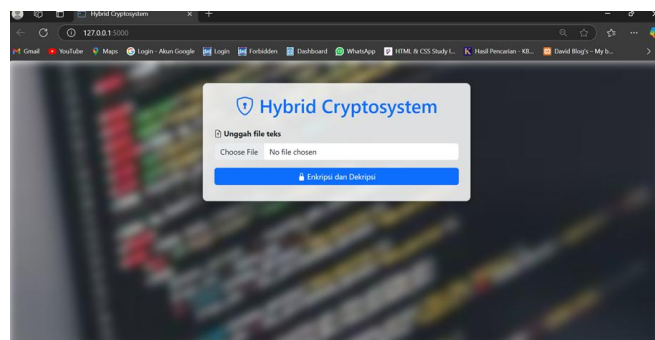 Hybrid Cryptosystem
127.0.0.1:5000
Gmail YouTube Maps Login - Akun Google Login Forbidden Dashboard WhatsApp HTML & CSS Study I... Hasil Pencarian - KB... David Blog's – My b...
Hybrid Cryptosystem
Unggah file teks
Choose File No file chosen
Enkripsi dan Dekripsi